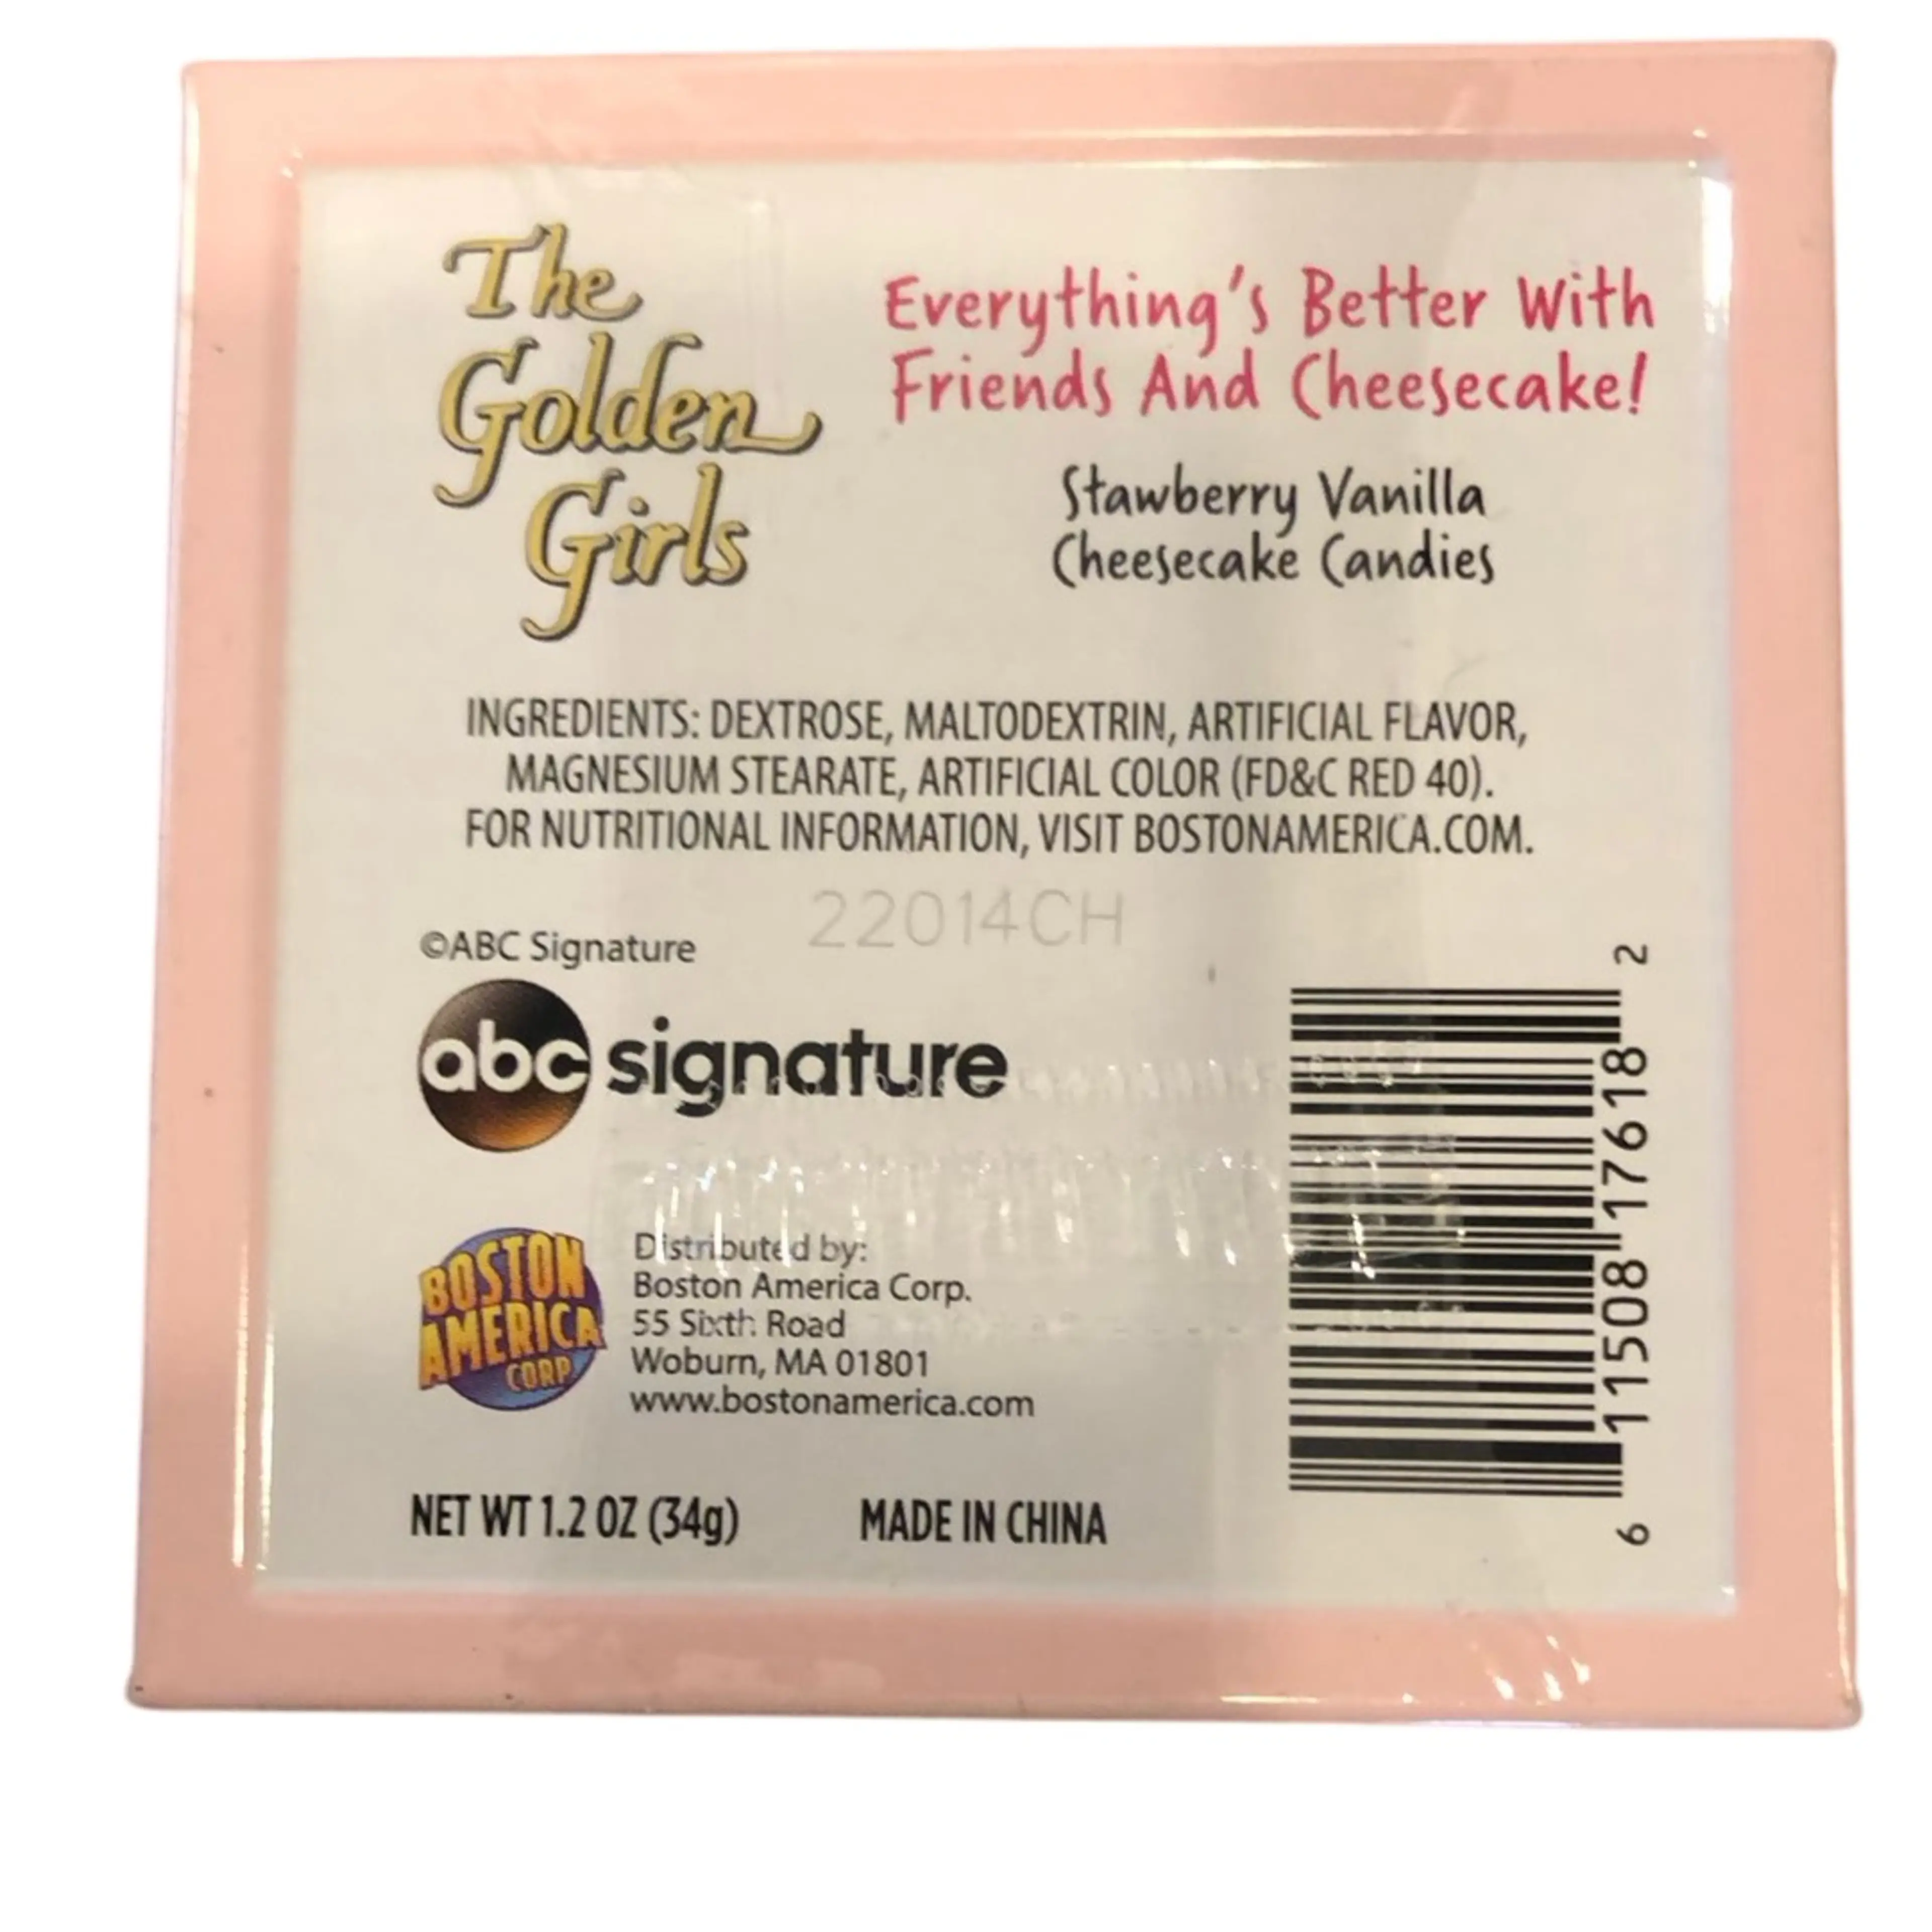 The
Golden
Girls
Everything's Better With
Friends And Cheesecake!
Stawberry Vanilla
Cheesecake Candies
INGREDIENTS: DEXTROSE, MALTODEXTRIN, ARTIFICIAL FLAVOR,
MAGNESIUM STEARATE, ARTIFICIAL COLOR (FD&C RED 40).
FOR NUTRITIONAL INFORMATION, VISIT BOSTONAMERICA.COM.
22014CH
©ABC Signature
abc signature
BOSTON
AMERICA
CORP
Distributed by:
Boston America Corp.
55 Sixth Road
Woburn, MA 01801
www.bostonamerica.com
NET WT 1.2 OZ (34g)
MADE IN CHINA
6 11508 17618 2